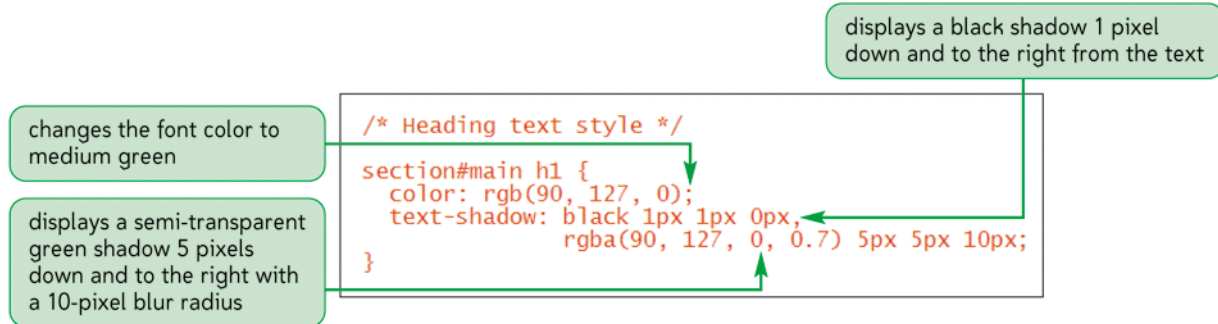 displays a black shadow 1 pixel
down and to the right from the text
changes the font color to
medium green
/* Heading text style */
section#main h1 {
color: rgb(90, 127, 0);
text-shadow: black 1px 1px 0px,
rgba(90, 127, 0, 0.7) 5px 5px 10px;
}
displays a semi-transparent
green shadow 5 pixels
down and to the right with
a 10-pixel blur radius